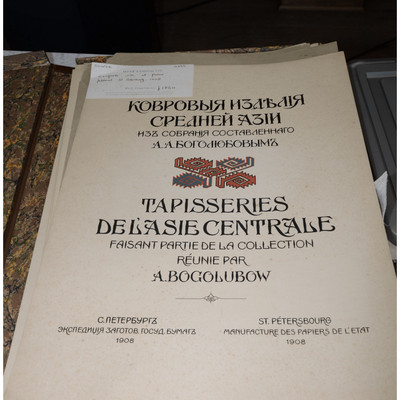 КОВРОВЫЯ ИЗДѢЛІЯ
СРЕДНЕЙ АЗІИ
ИЗЪ СОБРАНІЯ СОСТАВЛЕННАГО
А.А.БОГОЛЮБОВЫМЪ
TAPISSERIES
DE L'ASIE CENTRALE
FAISANT PARTIE DE LA COLLECTION
RÉUNIE PAR
A.BOGOLUBOW
С.ПЕТЕРБУРГЪ
ЭКСПЕДИЦІЯ ЗАГОТОВ. ГОСУД. БУМАГЪ
1908
ST. PÉTERSBOURG
MANUFACTURE DES PAPIERS DE L'ETAT
1908